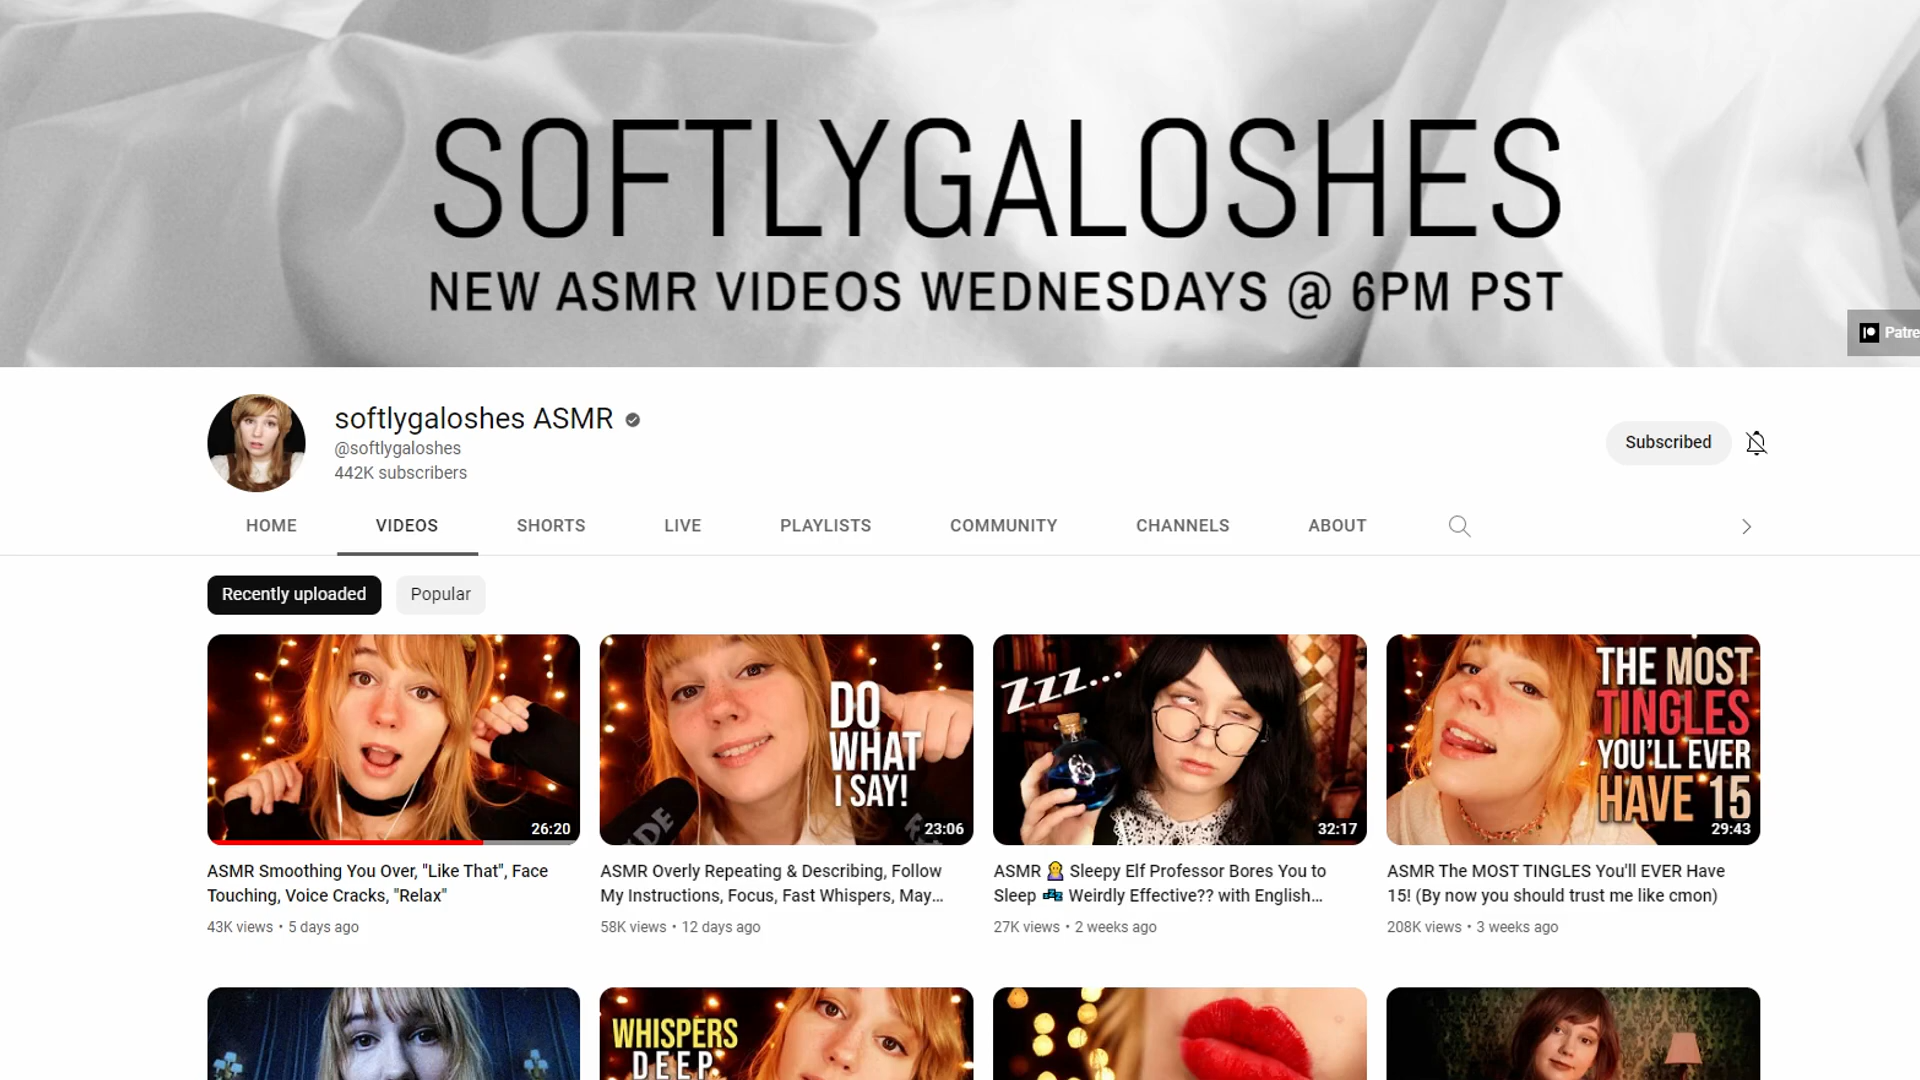 SOFTLYGALOSHES
NEW ASMR VIDEOS WEDNESDAYS @ 6PM PST
softlygaloshes ASMR
@softlygaloshes
442K subscribers
Subscribed
HOME VIDEOS SHORTS LIVE PLAYLISTS COMMUNITY CHANNELS ABOUT
Recently uploaded Popular
26:20
DO
WHAT
I SAY!
23:06
Zzz...
32:17
THE MOST
TINGLES
YOU'LL EVER
HAVE 15
29:43
ASMR Smoothing You Over, "Like That", Face
Touching, Voice Cracks, "Relax"
43K views • 5 days ago
ASMR Overly Repeating & Describing, Follow
My Instructions, Focus, Fast Whispers, May...
58K views • 12 days ago
ASMR 🧝 Sleepy Elf Professor Bores You to
Sleep 💤 Weirdly Effective?? with English...
27K views • 2 weeks ago
ASMR The MOST TINGLES You'll EVER Have
15! (By now you should trust me like cmon)
208K views • 3 weeks ago
WHISPERS
DEEP